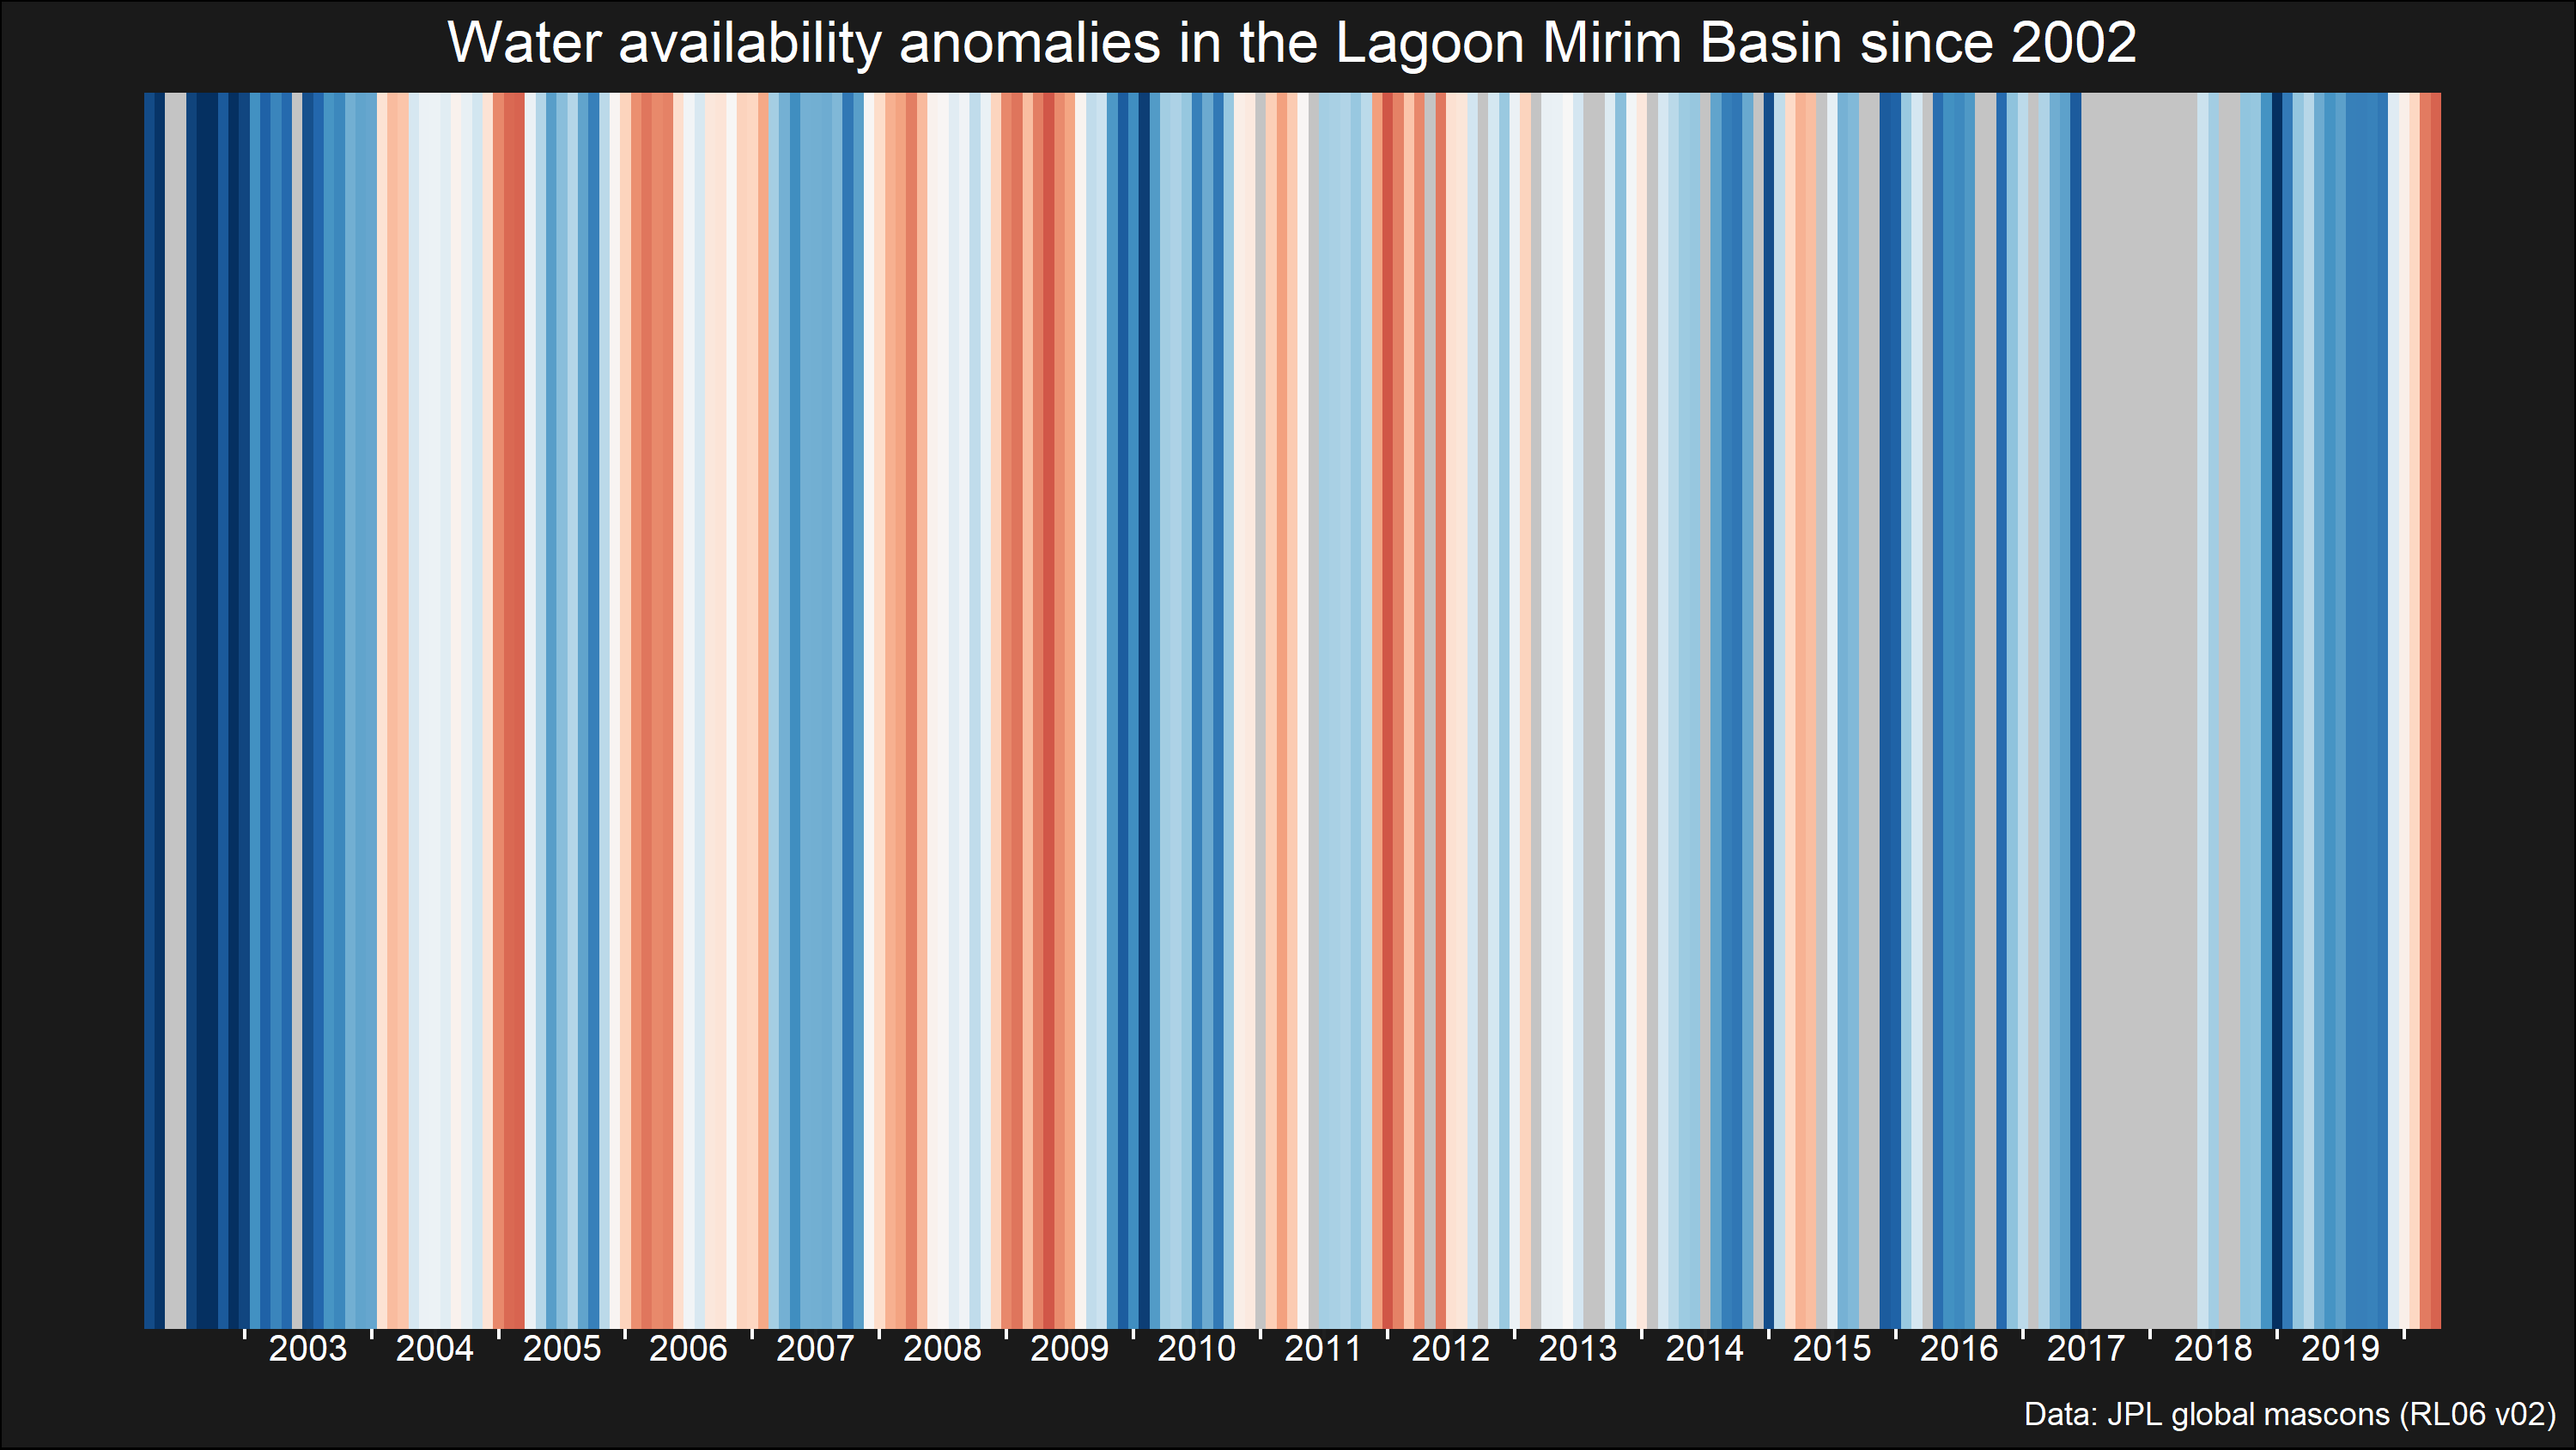 Water availability anomalies in the Lagoon Mirim Basin since 2002
2003 2004 2005 2006 2007 2008 2009 2010 2011 2012 2013 2014 2015 2016 2017 2018 2019
Data: JPL global mascons (RL06 v02)